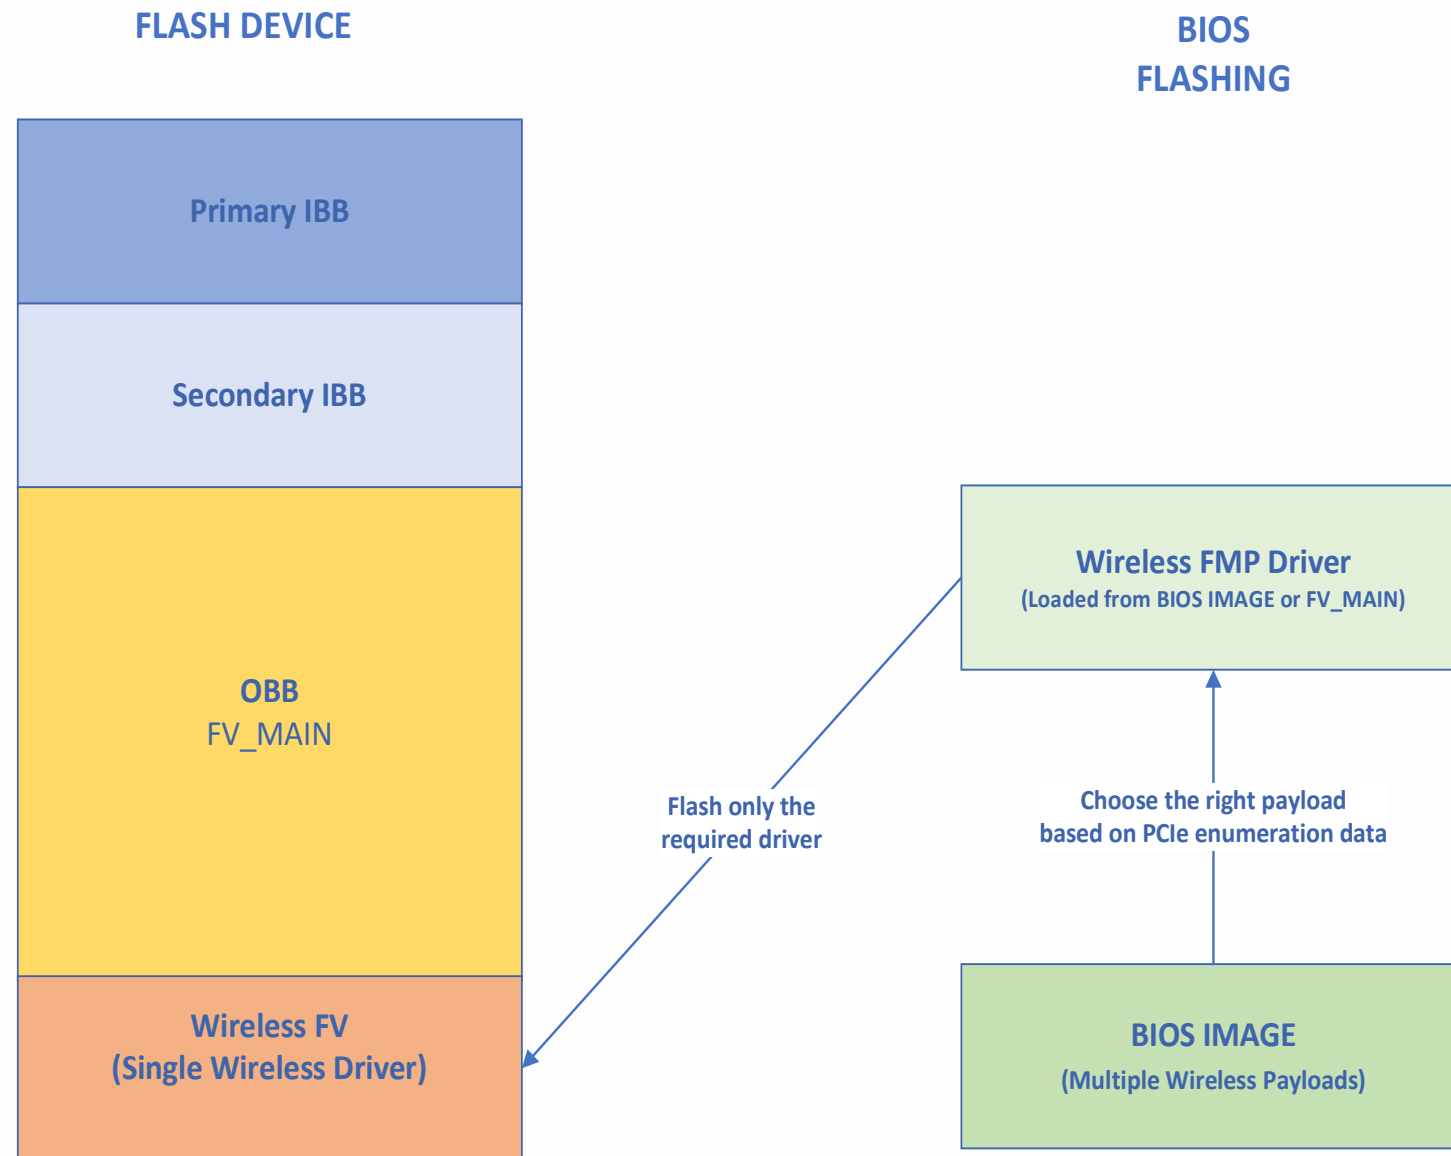 FLASH DEVICE
BIOS
FLASHING
Primary IBB
Secondary IBB
OBB
FV_MAIN
Wireless FV
(Single Wireless Driver)
Wireless FMP Driver
(Loaded from BIOS IMAGE or FV_MAIN)
Flash only the
required driver
Choose the right payload
based on PCIe enumeration data
BIOS IMAGE
(Multiple Wireless Payloads)